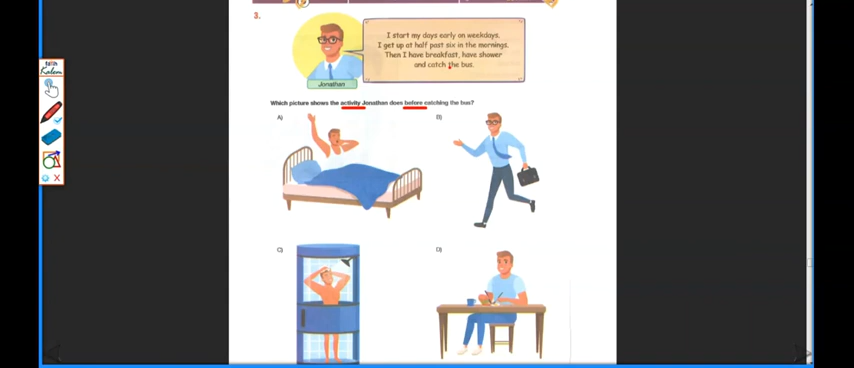 3.
I start my days early on weekdays.
I get up at half past six in the mornings.
Then I have breakfast, have shower
and catch the bus.
Jonathan
Which picture shows the activity Jonathan does before catching the bus?
A)
B)
C)
D)
Kalem